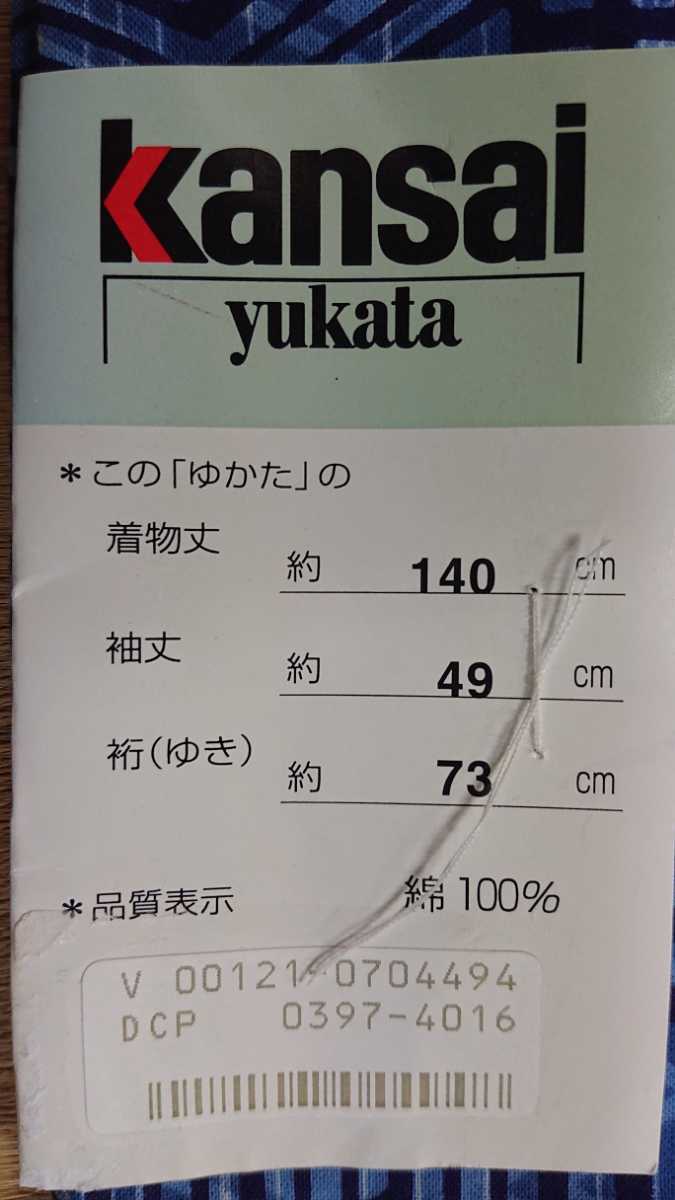 kansai
yukata
*この「ゆかた」の
着物丈 約 140 cm
袖丈 約 49 cm
裄(ゆき) 約 73 cm
*品質表示 綿 100%
V 00121-0704494
DCP 0397-4016